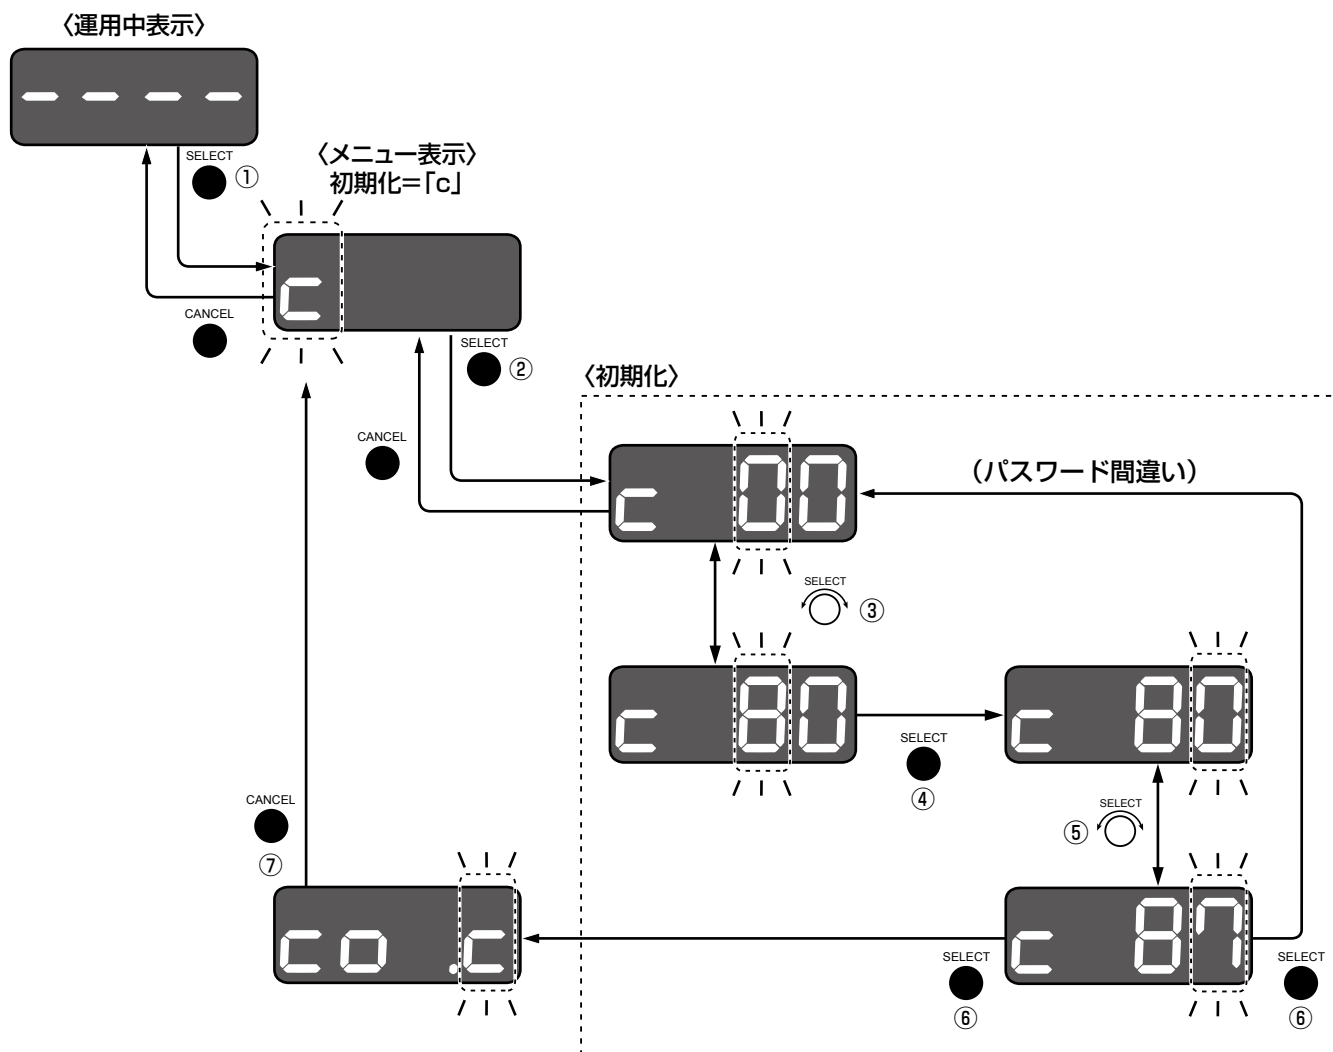 〈運用中表示〉
－－－－
SELECT
①
〈メニュー表示〉
初期化＝「c」
c
CANCEL
SELECT
②
〈初期化〉
CANCEL
c 00
（パスワード間違い）
SELECT
③
c 80
c 80
SELECT
④
SELECT
⑤
CANCEL
⑦
co .c
c 87
SELECT
⑥
SELECT
⑥